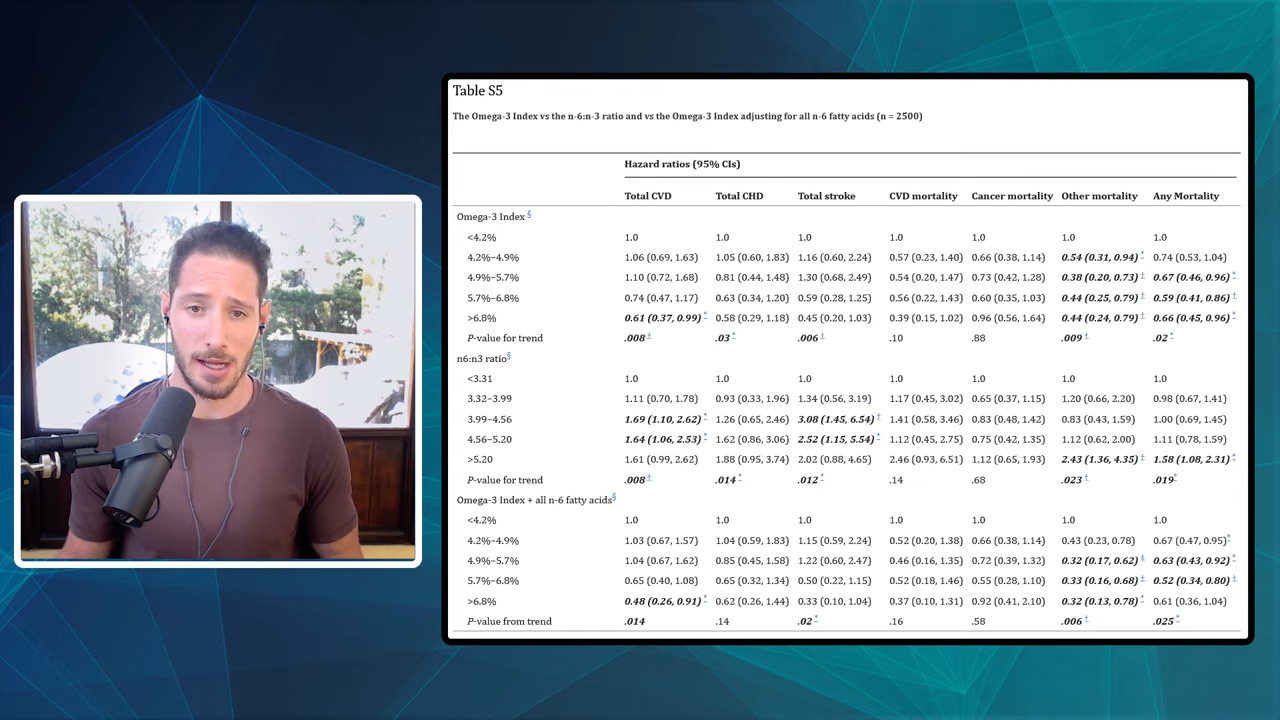 Table S5
The Omega-3 Index vs the n-6:n-3 ratio and vs the Omega-3 Index adjusting for all n-6 fatty acids (n = 2500)
Hazard ratios (95% CIs)
Total CVD Total CHD Total stroke CVD mortality Cancer mortality Other mortality Any Mortality
Omega-3 Index §
<4.2% 1.0 1.0 1.0 1.0 1.0 1.0 1.0
4.2%–4.9% 1.06 (0.69, 1.63) 1.05 (0.60, 1.83) 1.16 (0.60, 2.24) 0.57 (0.23, 1.40) 0.66 (0.38, 1.14) 0.54 (0.31, 0.94) * 0.74 (0.53, 1.04)
4.9%–5.7% 1.10 (0.72, 1.68) 0.81 (0.44, 1.48) 1.30 (0.68, 2.49) 0.54 (0.20, 1.47) 0.73 (0.42, 1.28) 0.38 (0.20, 0.73) ‡ 0.67 (0.46, 0.96) *
5.7%–6.8% 0.74 (0.47, 1.17) 0.63 (0.34, 1.20) 0.59 (0.28, 1.25) 0.56 (0.22, 1.43) 0.60 (0.35, 1.03) 0.44 (0.25, 0.79) ‡ 0.59 (0.41, 0.86) †
>6.8% 0.61 (0.37, 0.99) * 0.58 (0.29, 1.18) 0.45 (0.20, 1.03) 0.39 (0.15, 1.02) 0.96 (0.56, 1.64) 0.44 (0.24, 0.79) ‡ 0.66 (0.45, 0.96) *
P-value for trend .008 ‡ .03 * .006 ‡ .10 .88 .009 ‡ .02 *
n6:n3 ratio§
<3.31 1.0 1.0 1.0 1.0 1.0 1.0 1.0
3.32–3.99 1.11 (0.70, 1.78) 0.93 (0.33, 1.96) 1.34 (0.56, 3.19) 1.17 (0.45, 3.02) 0.65 (0.37, 1.15) 1.20 (0.66, 2.20) 0.98 (0.67, 1.41)
3.99–4.56 1.69 (1.10, 2.62) * 1.26 (0.65, 2.46) 3.08 (1.45, 6.54) ‡ 1.41 (0.58, 3.46) 0.83 (0.48, 1.42) 0.83 (0.43, 1.59) 1.00 (0.69, 1.45)
4.56–5.20 1.64 (1.06, 2.53) * 1.62 (0.86, 3.06) 2.52 (1.15, 5.54) * 1.12 (0.45, 2.75) 0.75 (0.42, 1.35) 1.12 (0.62, 2.00) 1.11 (0.78, 1.59)
>5.20 1.61 (0.99, 2.62) 1.88 (0.95, 3.74) 2.02 (0.88, 4.65) 2.46 (0.93, 6.51) 1.12 (0.65, 1.93) 2.43 (1.36, 4.35) ‡ 1.58 (1.08, 2.31) *
P-value for trend .008 ‡ .014 * .012 * .14 .68 .023 ‡ .019*
Omega-3 Index + all n-6 fatty acids§
<4.2% 1.0 1.0 1.0 1.0 1.0 1.0 1.0
4.2%–4.9% 1.03 (0.67, 1.57) 1.04 (0.59, 1.83) 1.15 (0.59, 2.24) 0.52 (0.20, 1.38) 0.66 (0.38, 1.14) 0.43 (0.23, 0.78) 0.67 (0.47, 0.95)*
4.9%–5.7% 1.04 (0.67, 1.62) 0.85 (0.45, 1.58) 1.22 (0.60, 2.47) 0.46 (0.16, 1.35) 0.72 (0.39, 1.32) 0.32 (0.17, 0.62) ‡ 0.63 (0.43, 0.92) *
5.7%–6.8% 0.65 (0.40, 1.08) 0.65 (0.32, 1.34) 0.50 (0.22, 1.15) 0.52 (0.18, 1.46) 0.55 (0.28, 1.10) 0.33 (0.16, 0.68) ‡ 0.52 (0.34, 0.80) †
>6.8% 0.48 (0.26, 0.91) * 0.62 (0.26, 1.44) 0.33 (0.10, 1.04) 0.37 (0.10, 1.31) 0.92 (0.41, 2.10) 0.32 (0.13, 0.78) * 0.61 (0.36, 1.04)
P-value from trend .014 .14 .02 * .16 .58 .006 ‡ .025 *